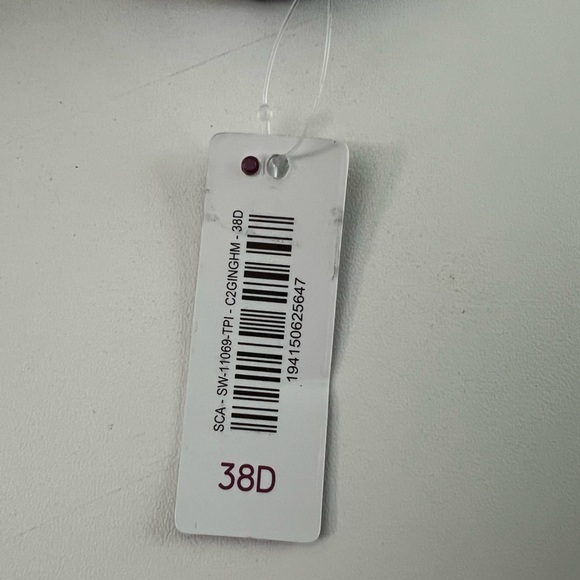 SCA - SW-11069-TPI - C2GINGHM - 38D
194150625647
38D